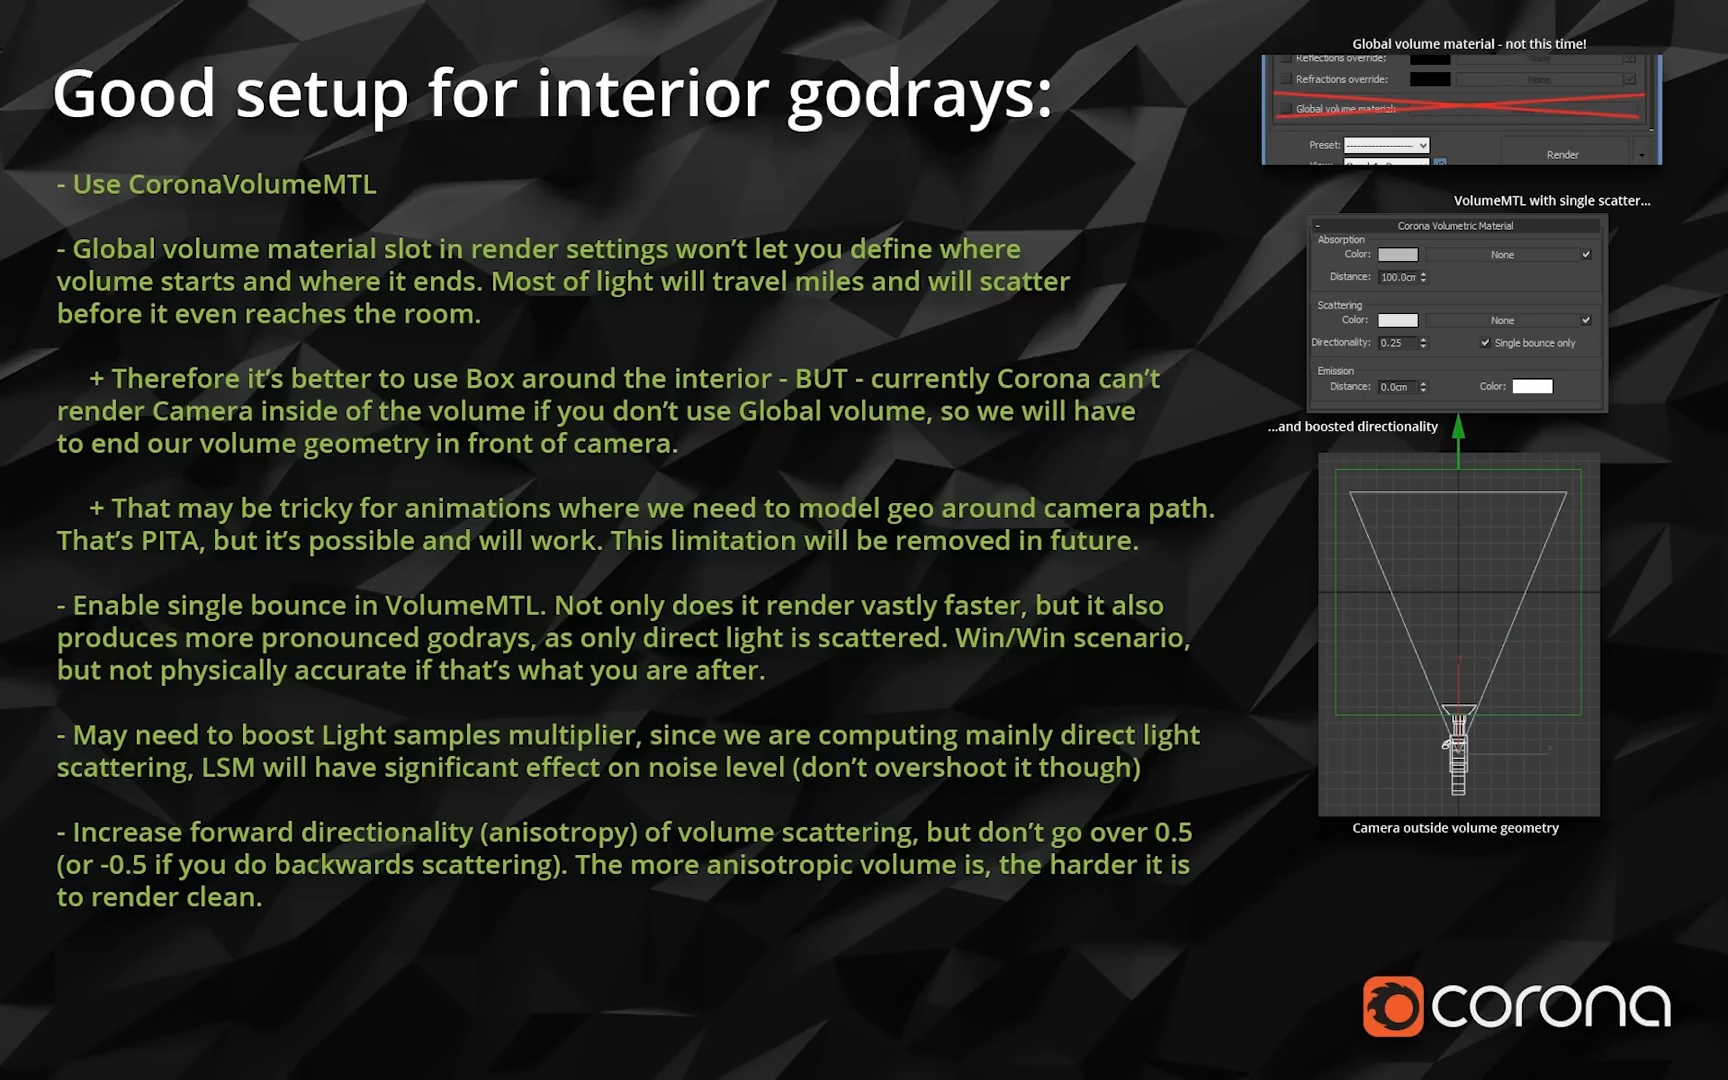 Good setup for interior godrays:
- Use CoronaVolumeMTL
- Global volume material slot in render settings won't let you define where
volume starts and where it ends. Most of light will travel miles and will scatter
before it even reaches the room.
+ Therefore it's better to use Box around the interior - BUT - currently Corona can't
render Camera inside of the volume if you don't use Global volume, so we will have
to end our volume geometry in front of camera.
+ That may be tricky for animations where we need to model geo around camera path.
That's PITA, but it's possible and will work. This limitation will be removed in future.
- Enable single bounce in VolumeMTL. Not only does it render vastly faster, but it also
produces more pronounced godrays, as only direct light is scattered. Win/Win scenario,
but not physically accurate if that's what you are after.
- May need to boost Light samples multiplier, since we are computing mainly direct light
scattering, LSM will have significant effect on noise level (don't overshoot it though)
- Increase forward directionality (anisotropy) of volume scattering, but don't go over 0.5
(or -0.5 if you do backwards scattering). The more anisotropic volume is, the harder it is
to render clean.
Global volume material - not this time!
Reflections override: None
Refractions override: None
Global volume material:
Preset:
Render
VolumeMTL with single scatter...
Corona Volumetric Material
Absorption
Color: None
Distance: 100.0cm
Scattering
Color: None
Directionality: 0.25 Single bounce only
Emission
Distance: 0.0cm Color:
...and boosted directionality
Camera outside volume geometry
corona